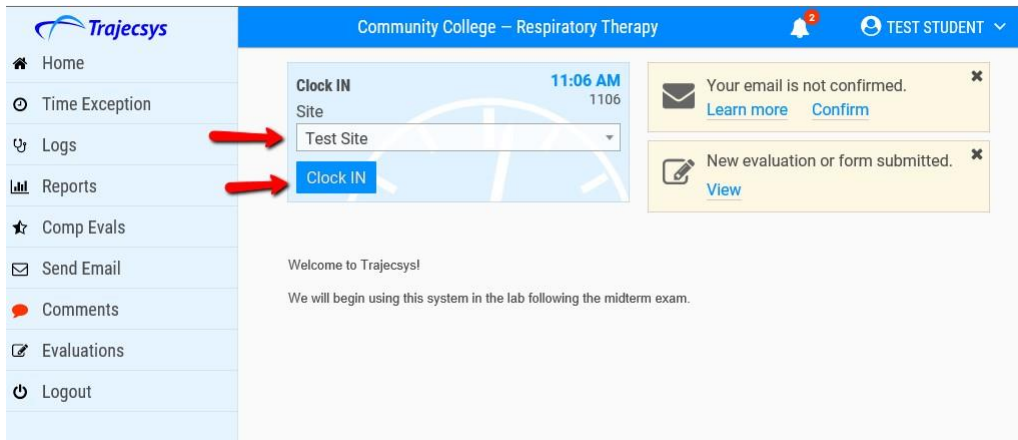 Trajecsys
Community College – Respiratory Therapy
2
TEST STUDENT
Home
Time Exception
Logs
Reports
Comp Evals
Send Email
Comments
Evaluations
Logout
Clock IN
11:06 AM
1106
Site
Test Site
Clock IN
Your email is not confirmed.
Learn more Confirm
New evaluation or form submitted.
View
Welcome to Trajecsys!
We will begin using this system in the lab following the midterm exam.